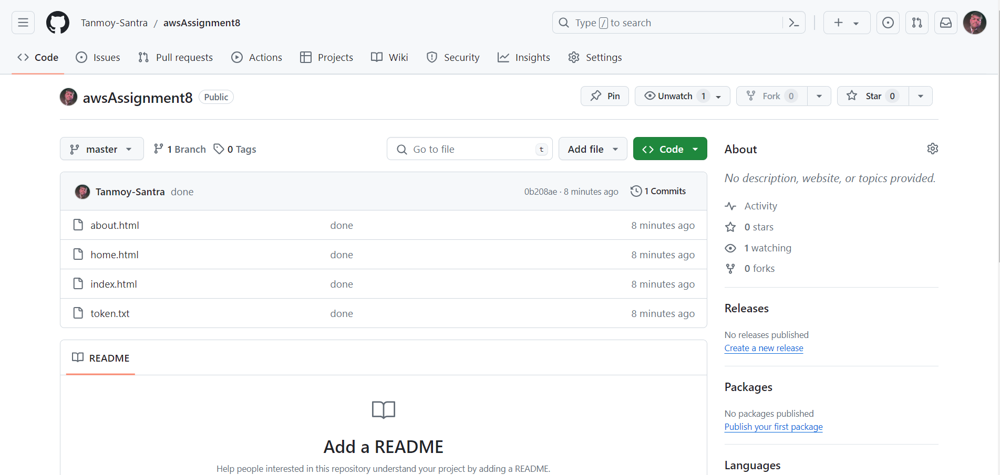 Tanmoy-Santra / awsAssignment8
Type / to search
Code Issues Pull requests Actions Projects Wiki Security Insights Settings
awsAssignment8 Public
Pin Unwatch 1 Fork 0 Star 0
master 1 Branch 0 Tags Go to file t Add file Code
Tanmoy-Santra done 0b208ae · 8 minutes ago 1 Commits
about.html done 8 minutes ago
home.html done 8 minutes ago
index.html done 8 minutes ago
token.txt done 8 minutes ago
README
Add a README
Help people interested in this repository understand your project by adding a README.
About
No description, website, or topics provided.
Activity
0 stars
1 watching
0 forks
Releases
No releases published
Create a new release
Packages
No packages published
Publish your first package
Languages